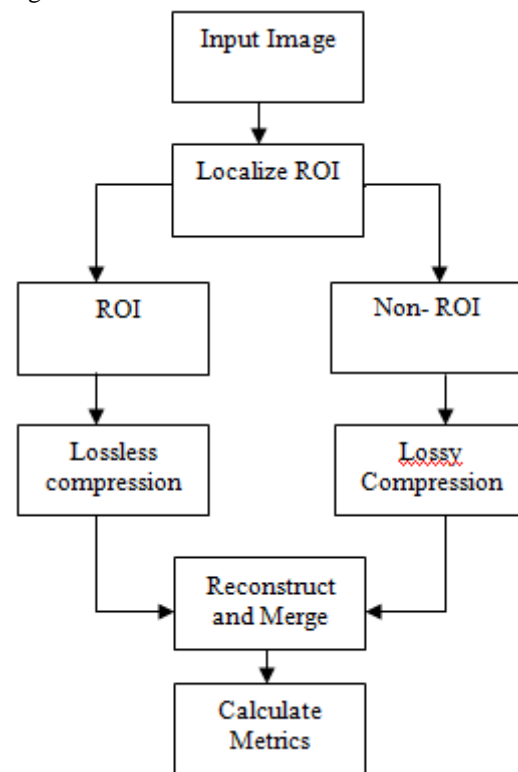 Input Image
Localize ROI
ROI
Non- ROI
Lossless
compression
Lossy
Compression
Reconstruct
and Merge
Calculate
Metrics